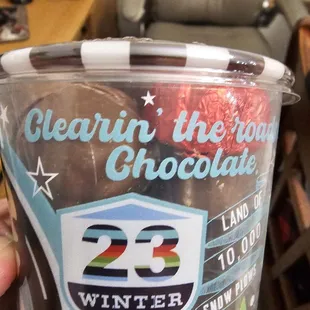 Clearin' the road
Chocolate
23
WINTER
LAND OF
10,000
SNOW PLOWS